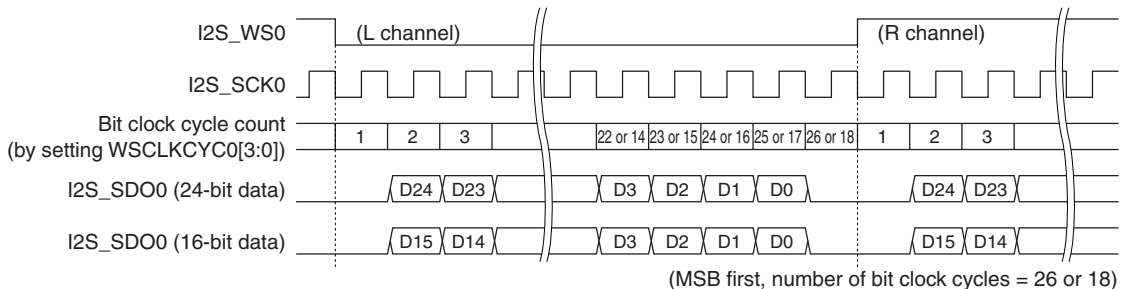 I2S_WS0 (L channel) (R channel)
I2S_SCK0
Bit clock cycle count
(by setting WSCLKCYC0[3:0])
1 2 3 22 or 14 23 or 15 24 or 16 25 or 17 26 or 18 1 2 3
I2S_SDO0 (24-bit data) D24 D23 D3 D2 D1 D0 D24 D23
I2S_SDO0 (16-bit data) D15 D14 D3 D2 D1 D0 D15 D14
(MSB first, number of bit clock cycles = 26 or 18)